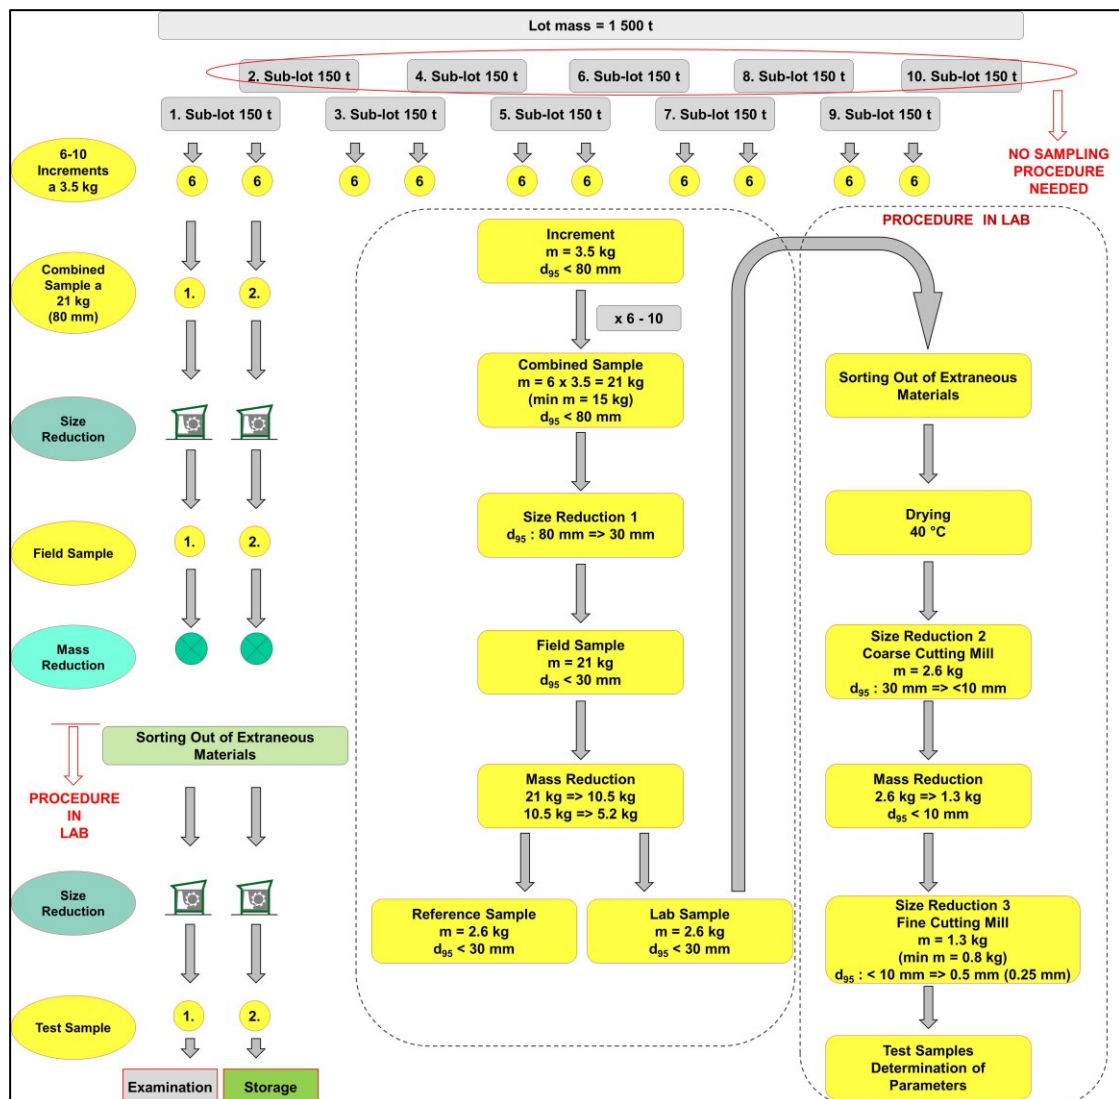 Lot mass = 1 500 t
2. Sub-lot 150 t
4. Sub-lot 150 t
6. Sub-lot 150 t
8. Sub-lot 150 t
10. Sub-lot 150 t
1. Sub-lot 150 t
3. Sub-lot 150 t
5. Sub-lot 150 t
7. Sub-lot 150 t
9. Sub-lot 150 t
NO SAMPLING
PROCEDURE
NEEDED
6-10
Increments
a 3.5 kg
6
6
6
6
6
6
6
6
6
6
Combined
Sample a
21 kg
(80 mm)
1.
2.
Size
Reduction
Field Sample
1.
2.
Mass
Reduction
Sorting Out of Extraneous
Materials
PROCEDURE
IN
LAB
Size
Reduction
Test Sample
1.
2.
Examination
Storage
Increment
m = 3.5 kg
d95 < 80 mm
x 6 - 10
Combined Sample
m = 6 x 3.5 = 21 kg
(min m = 15 kg)
d95 < 80 mm
Size Reduction 1
d95 : 80 mm => 30 mm
Field Sample
m = 21 kg
d95 < 30 mm
Mass Reduction
21 kg => 10.5 kg
10.5 kg => 5.2 kg
Reference Sample
m = 2.6 kg
d95 < 30 mm
Lab Sample
m = 2.6 kg
d95 < 30 mm
PROCEDURE IN LAB
Sorting Out of Extraneous
Materials
Drying
40 °C
Size Reduction 2
Coarse Cutting Mill
m = 2.6 kg
d95 : 30 mm => <10 mm
Mass Reduction
2.6 kg => 1.3 kg
d95 < 10 mm
Size Reduction 3
Fine Cutting Mill
m = 1.3 kg
(min m = 0.8 kg)
d95 : < 10 mm => 0.5 mm (0.25 mm)
Test Samples
Determination of
Parameters